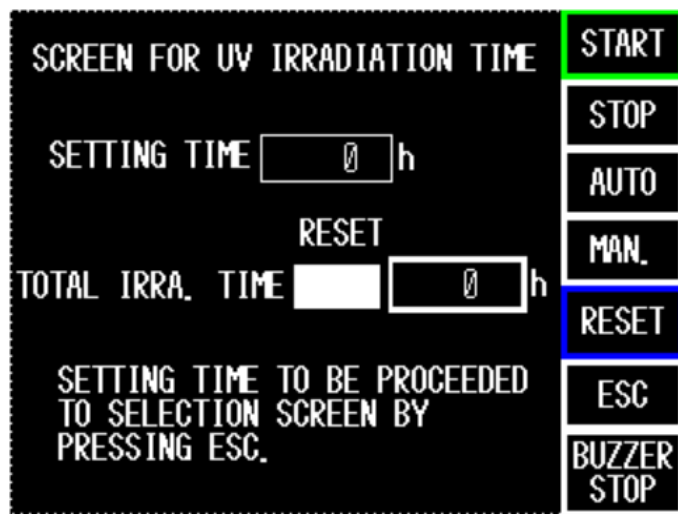 SCREEN FOR UV IRRADIATION TIME
SETTING TIME 0 h
RESET
TOTAL IRRA. TIME 0 h
SETTING TIME TO BE PROCEEDED
TO SELECTION SCREEN BY
PRESSING ESC.
START
STOP
AUTO
MAN.
RESET
ESC
BUZZER
STOP